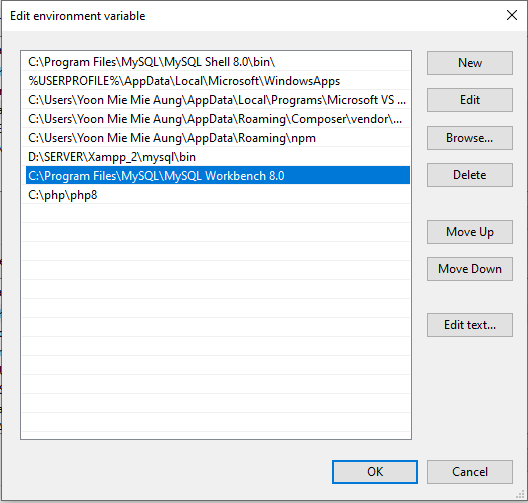 Edit environment variable
C:\Program Files\MySQL\MySQL Shell 8.0\bin\
%USERPROFILE%\AppData\Local\Microsoft\WindowsApps
C:\Users\Yoon Mie Mie Aung\AppData\Local\Programs\Microsoft VS ...
C:\Users\Yoon Mie Mie Aung\AppData\Roaming\Composer\vendor\...
C:\Users\Yoon Mie Mie Aung\AppData\Roaming\npm
D:\SERVER\Xampp_2\mysql\bin
C:\Program Files\MySQL\MySQL Workbench 8.0
C:\php\php8
New
Edit
Browse...
Delete
Move Up
Move Down
Edit text...
OK
Cancel